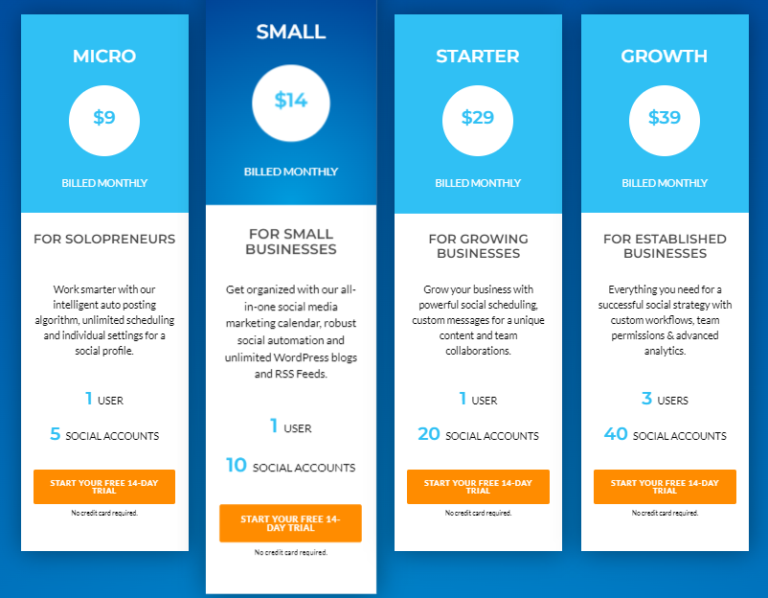 MICRO
$9
BILLED MONTHLY
FOR SOLOPRENEURS
Work smarter with our
intelligent auto posting
algorithm, unlimited scheduling
and individual settings for a
social profile.
1 USER
5 SOCIAL ACCOUNTS
START YOUR FREE 14-DAY
TRIAL
No credit card required.
SMALL
$14
BILLED MONTHLY
FOR SMALL
BUSINESSES
Get organized with our all-
in-one social media
marketing calendar, robust
social automation and
unlimited WordPress blogs
and RSS Feeds.
1 USER
10 SOCIAL ACCOUNTS
START YOUR FREE 14-
DAY TRIAL
No credit card required.
STARTER
$29
BILLED MONTHLY
FOR GROWING
BUSINESSES
Grow your business with
powerful social scheduling,
custom messages for a unique
content and team
collaborations.
1 USER
20 SOCIAL ACCOUNTS
START YOUR FREE 14-DAY
TRIAL
No credit card required.
GROWTH
$39
BILLED MONTHLY
FOR ESTABLISHED
BUSINESSES
Everything you need for a
successful social strategy with
custom workflows, team
permissions & advanced
analytics.
3 USERS
40 SOCIAL ACCOUNTS
START YOUR FREE 14-DAY
TRIAL
No credit card required.